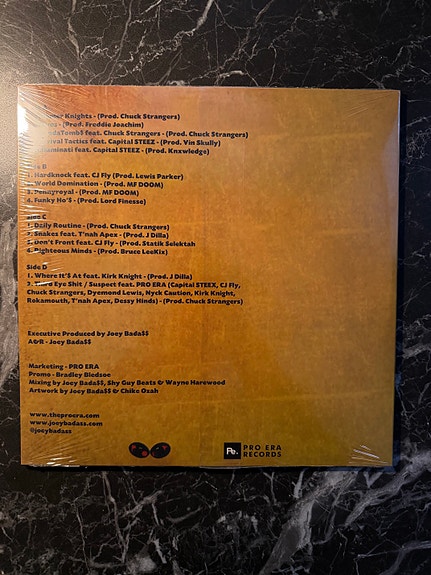 Knights - (Prod. Chuck Strangers)
- (Prod. Freddie Joachim)
feat. Chuck Strangers - (Prod. Chuck Strangers)
Tactics feat. Capital STEEZ - (Prod. Vin Skully)
feat. Capital STEEZ - (Prod. Knxwledge)
Side B
1. Hardknock feat. CJ Fly (Prod. Lewis Parker)
2. World Domination - (Prod. MF DOOM)
3. Pennyroyal - (Prod. MF DOOM)
4. Funky Ho'$ - (Prod. Lord Finesse)
Side C
1. Daily Routine - (Prod. Chuck Strangers)
2. Snakes feat. T'nah Apex - (Prod. J Dilla)
3. Don't Front feat. CJ Fly - (Prod. Statik Selektah
4. Righteous Minds - (Prod. Bruce LeeKix)
Side D
1. Where It'$ At feat. Kirk Knight - (Prod. J Dilla)
2. Third Eye Shit / Suspect feat. PRO ERA (Capital STEEX, CJ Fly,
Chuck Strangers, Dyemond Lewis, Nyck Caution, Kirk Knight,
Rokamouth, T'nah Apex, Dessy Hinds) - (Prod. Chuck Strangers)
Executive Produced by Joey Bada$$
A&R - Joey Bada$$
Marketing - PRO ERA
Promo - Bradley Bledsoe
Mixing by Joey Bada$$, Shy Guy Beats & Wayne Harewood
Artwork by Joey Bada$$ & Chike Ozah
www.theproera.com
www.joeybadass.com
@joeybadass
Pe. PRO ERA
RECORDS